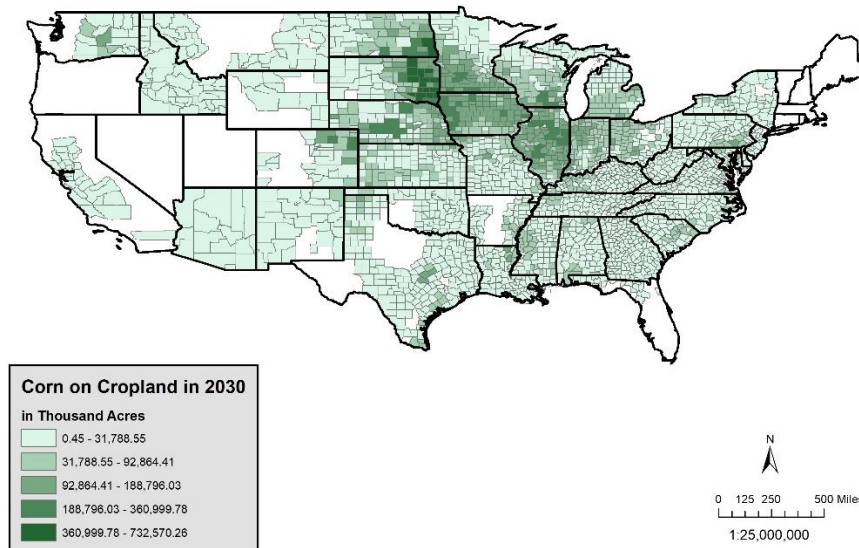 Corn on Cropland in 2030
in Thousand Acres
0.45 - 31,788.55
31,788.55 - 92,864.41
92,864.41 - 188,796.03
188,796.03 - 360,999.78
360,999.78 - 732,570.26
N
0 125 250 500 Miles
1:25,000,000